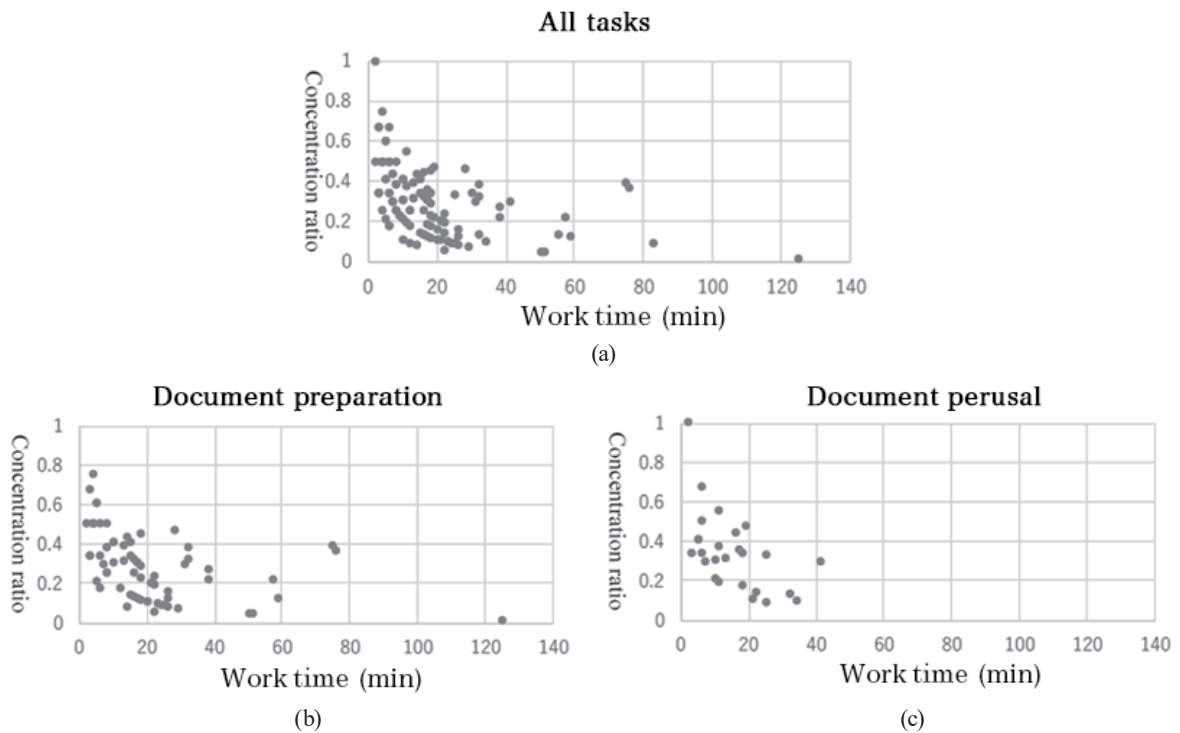 All tasks
Concentration ratio
1
0.8
0.6
0.4
0.2
0
0 20 40 60 80 100 120 140
Work time (min)
(a)
Document preparation
Concentration ratio
1
0.8
0.6
0.4
0.2
0
0 20 40 60 80 100 120 140
Work time (min)
(b)
Document perusal
Concentration ratio
1
0.8
0.6
0.4
0.2
0
0 20 40 60 80 100 120 140
Work time (min)
(c)